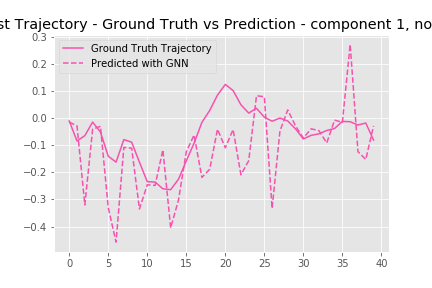 st Trajectory - Ground Truth vs Prediction - component 1, no
Ground Truth Trajectory
Predicted with GNN
0.3
0.2
0.1
0.0
−0.1
−0.2
−0.3
−0.4
0 5 10 15 20 25 30 35 40